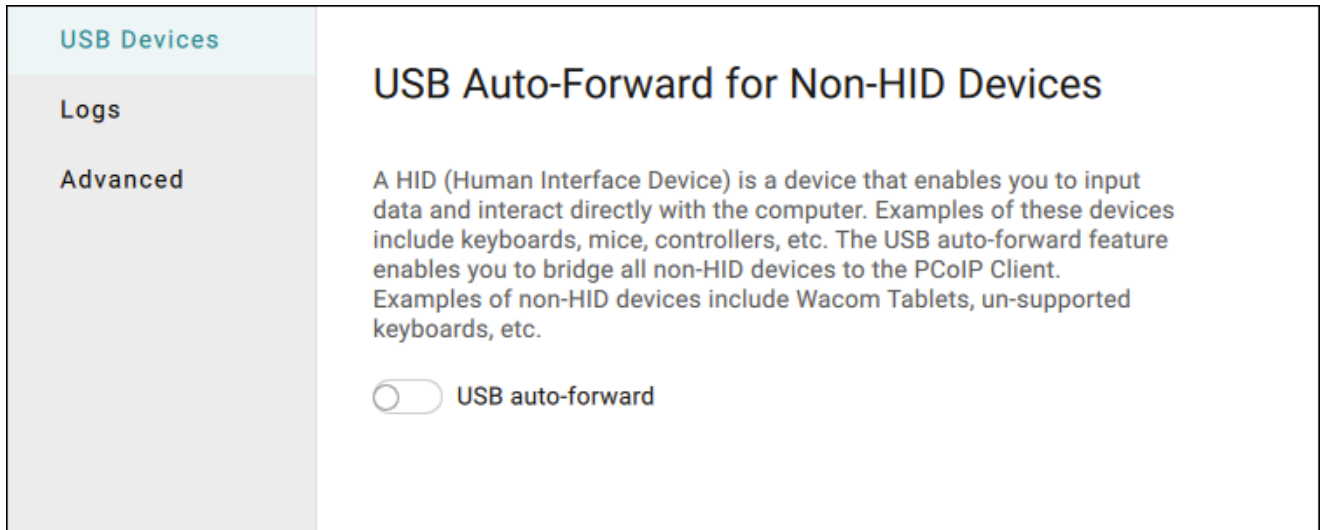 USB Devices
Logs
Advanced
USB Auto-Forward for Non-HID Devices
A HID (Human Interface Device) is a device that enables you to input
data and interact directly with the computer. Examples of these devices
include keyboards, mice, controllers, etc. The USB auto-forward feature
enables you to bridge all non-HID devices to the PCoIP Client.
Examples of non-HID devices include Wacom Tablets, un-supported
keyboards, etc.
USB auto-forward